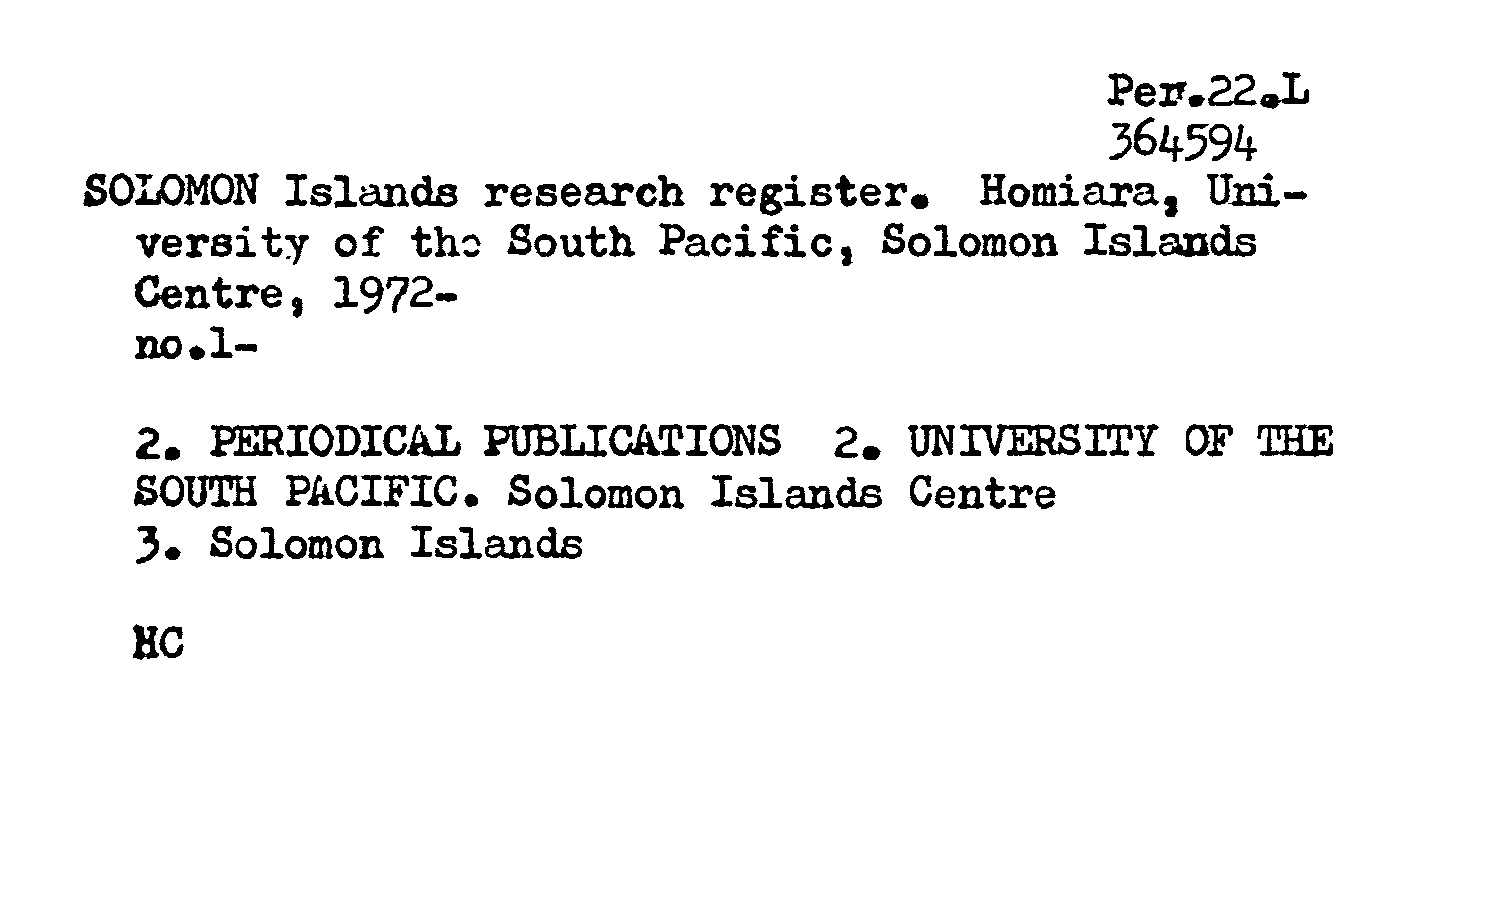 Per.22.L
364594
SOLOMON Islands research register. Homiara, Uni-
versity of the South Pacific, Solomon Islands
Centre, 1972-
no.1-
2. PERIODICAL PUBLICATIONS 2. UNIVERSITY OF THE
SOUTH PACIFIC. Solomon Islands Centre
3. Solomon Islands
HC